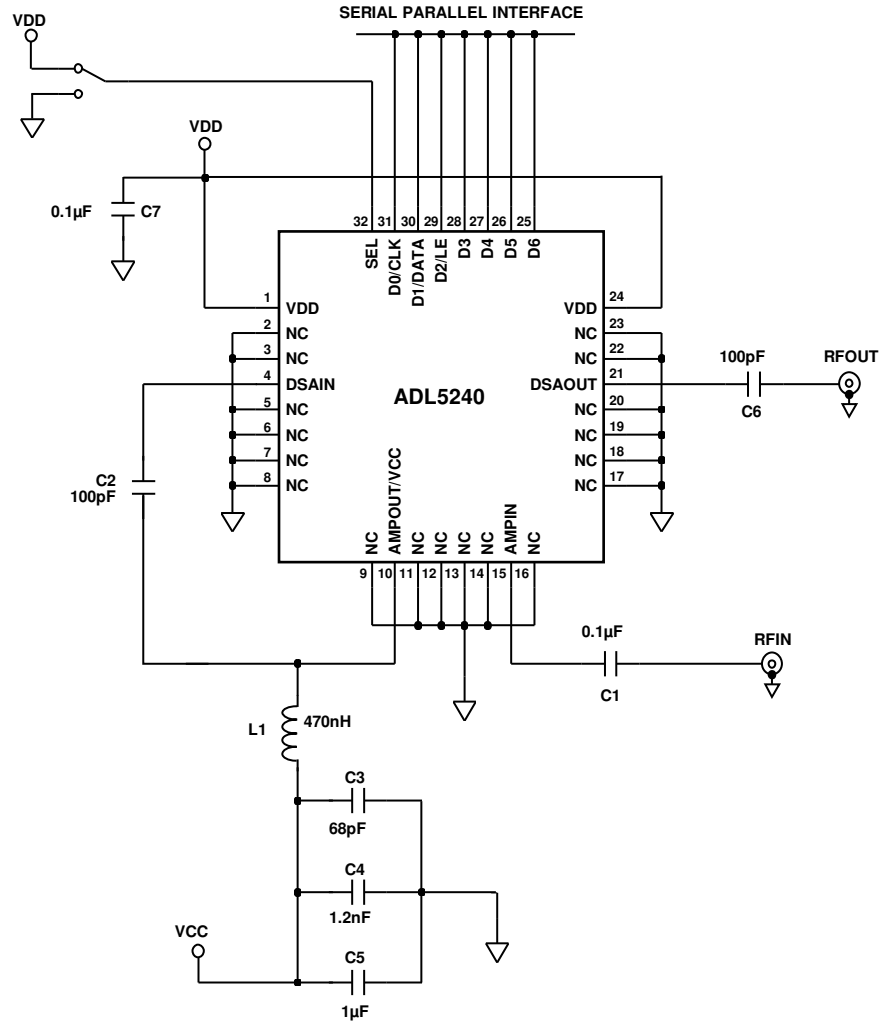 SERIAL PARALLEL INTERFACE
VDD
VDD
0.1µF C7
32 31 30 29 28 27 26 25
SEL
D0/CLK
D1/DATA
D2/LE
D3
D4
D5
D6
1 VDD
2 NC
3 NC
4 DSAIN
5 NC
6 NC
7 NC
8 NC
ADL5240
VDD 24
NC 23
NC 22
DSAOUT 21
NC 20
NC 19
NC 18
NC 17
100pF
C6
RFOUT
C2
100pF
NC
AMPOUT/VCC
NC
NC
NC
NC
AMPIN
NC
9 10 11 12 13 14 15 16
0.1µF
C1
RFIN
L1 470nH
C3
68pF
C4
1.2nF
VCC
C5
1µF